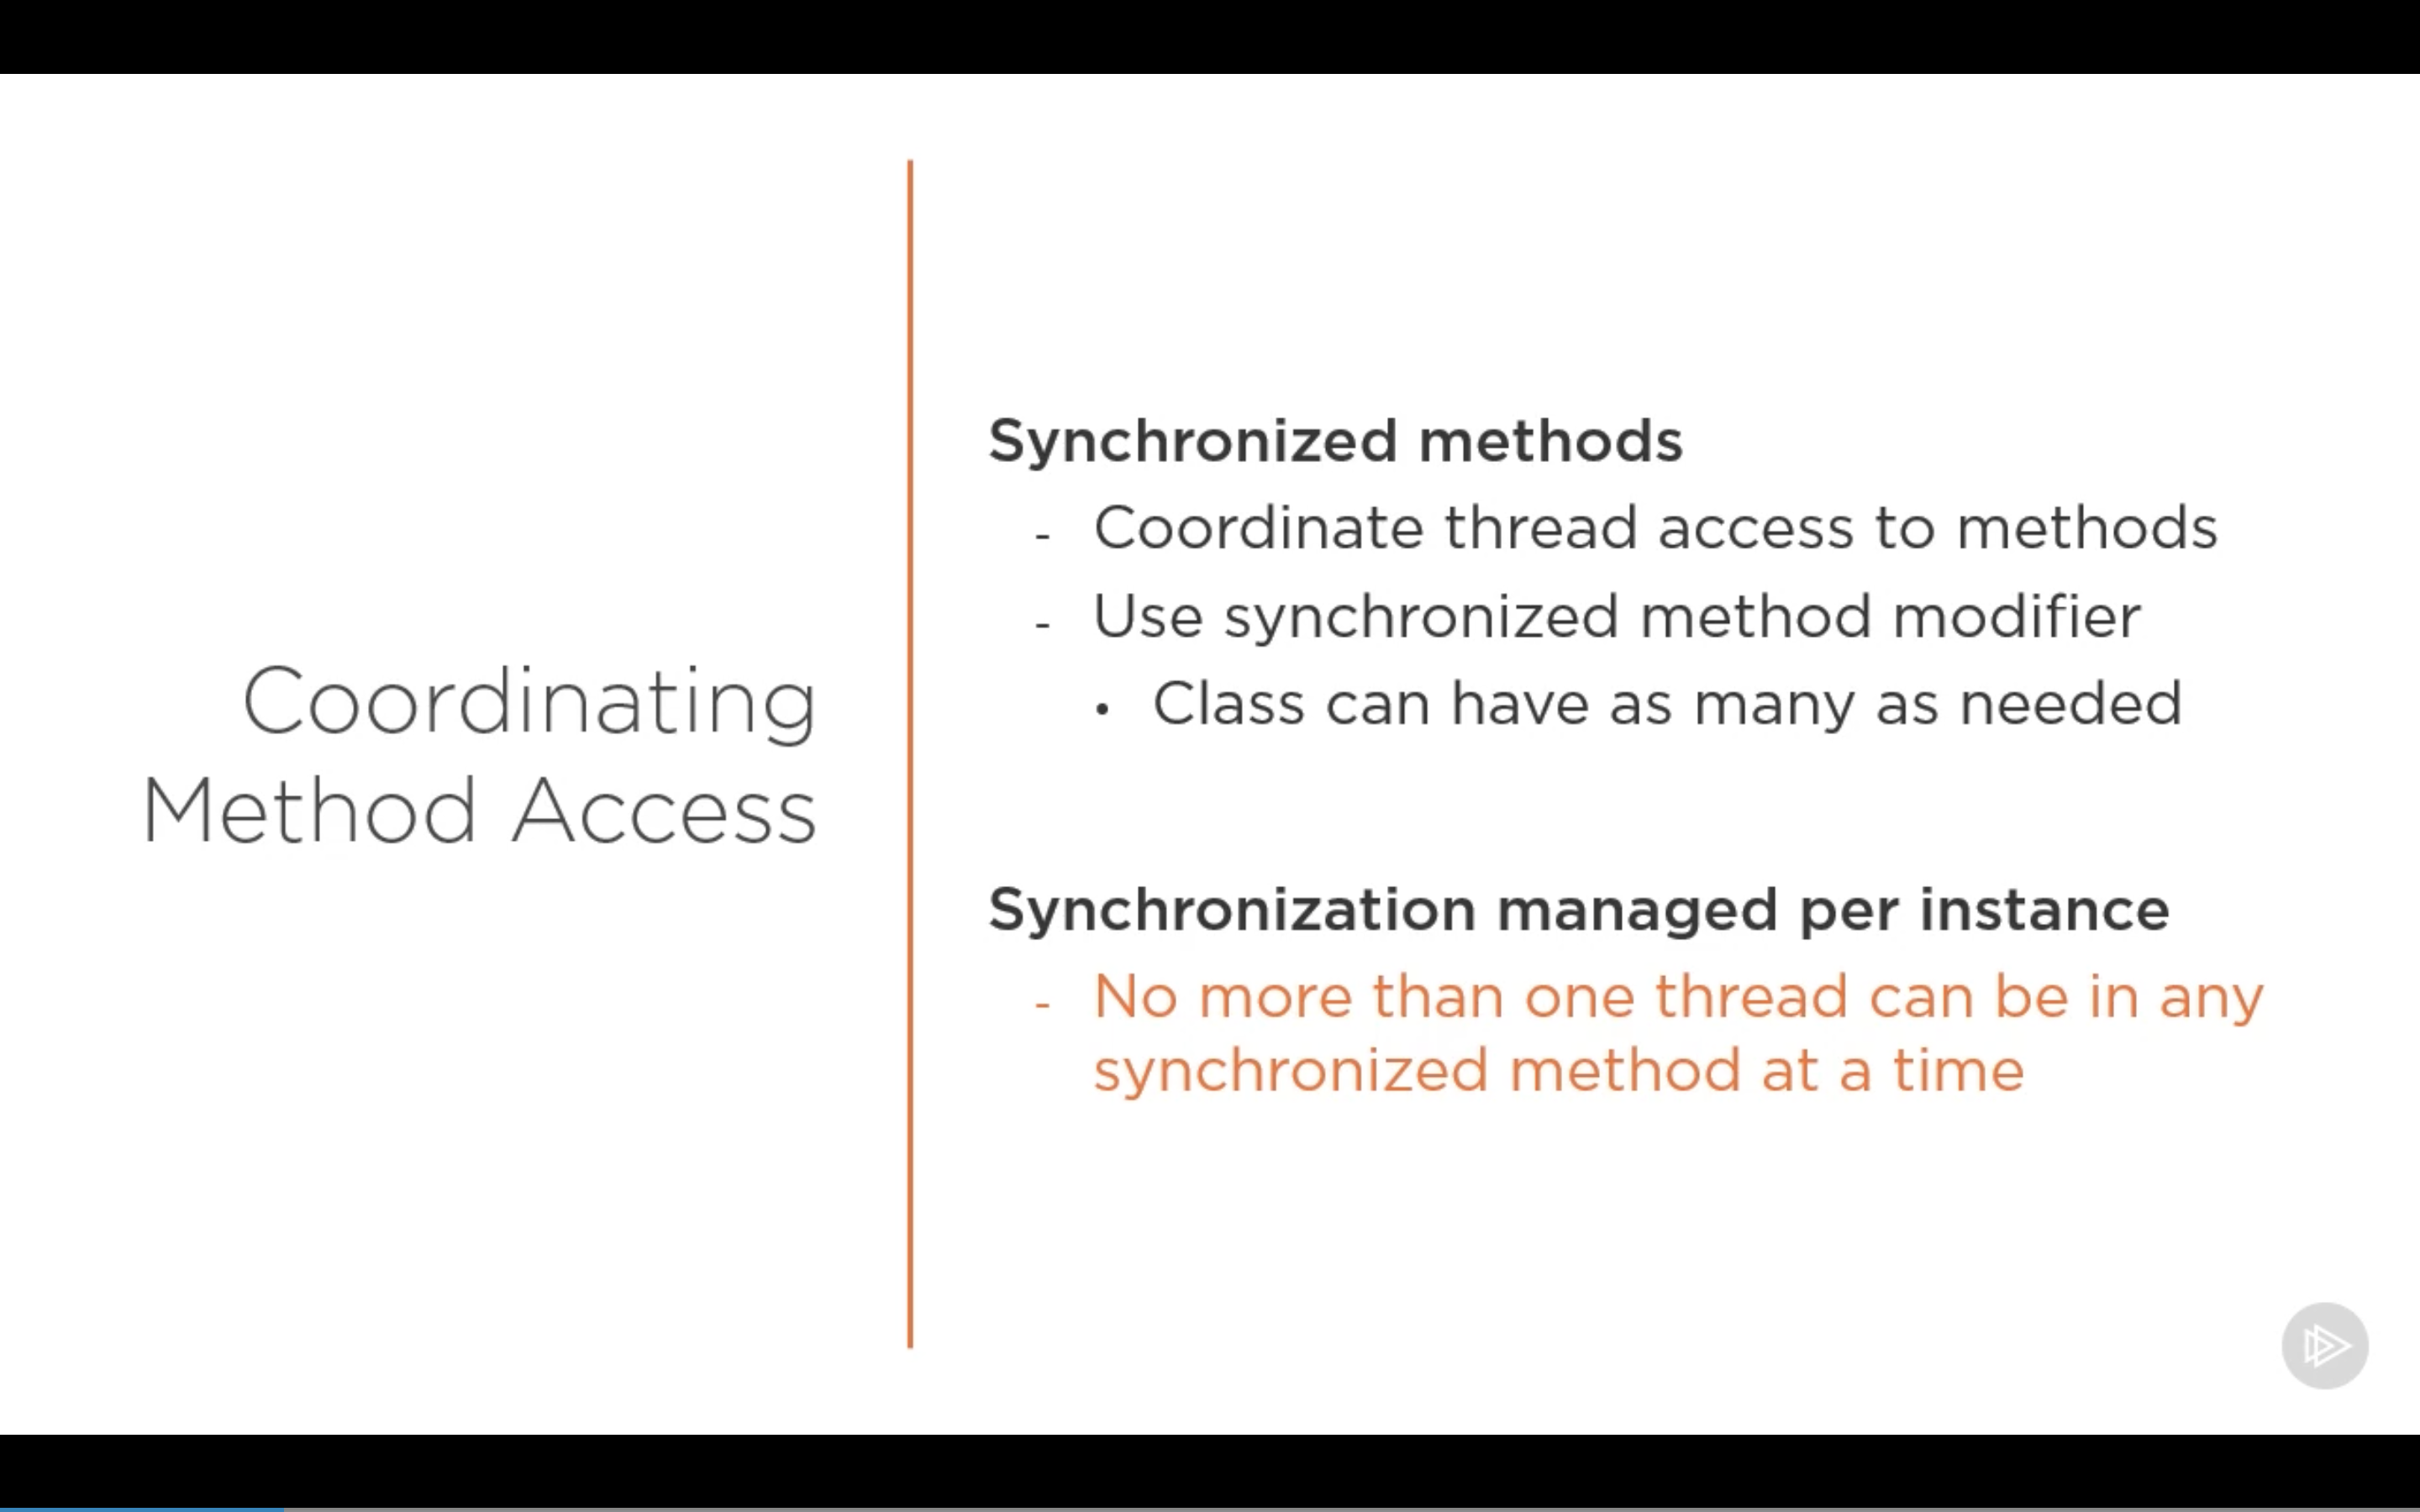 Coordinating
Method Access
Synchronized methods
- Coordinate thread access to methods
- Use synchronized method modifier
• Class can have as many as needed
Synchronization managed per instance
- No more than one thread can be in any
synchronized method at a time